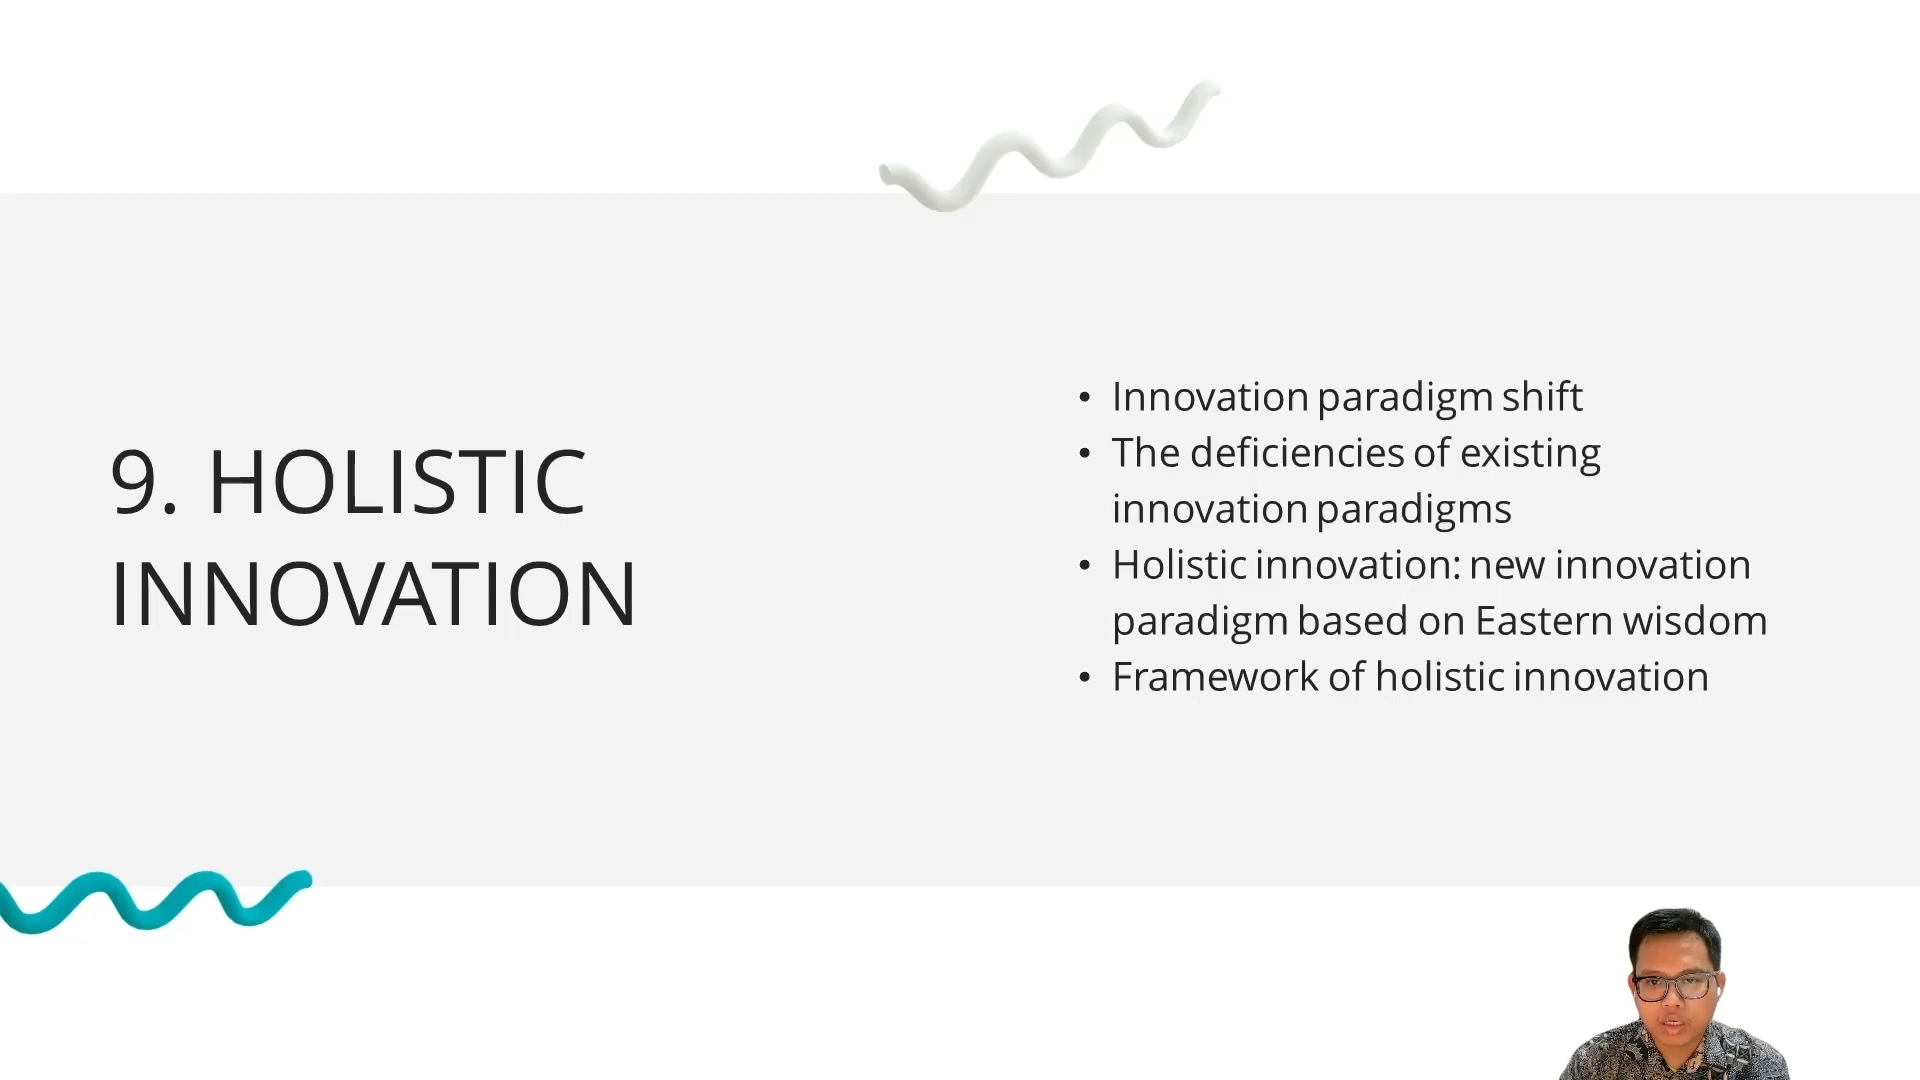 9. HOLISTIC
INNOVATION
• Innovation paradigm shift
• The deficiencies of existing
innovation paradigms
• Holistic innovation: new innovation
paradigm based on Eastern wisdom
• Framework of holistic innovation